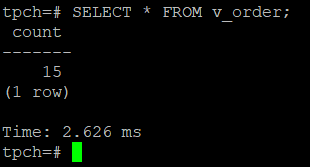 tpch=# SELECT * FROM v_order;
 count
-------
    15
(1 row)

Time: 2.626 ms
tpch=#